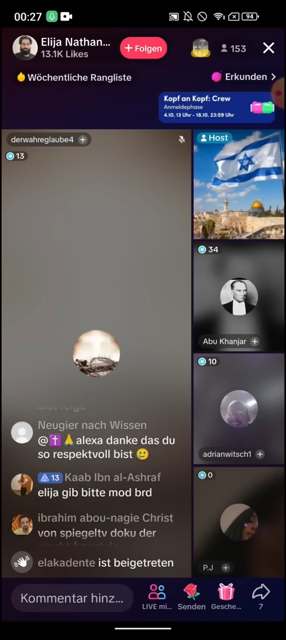 00:27
94
Elija Nathan...
13.1K Likes
+ Folgen
153
Wöchentliche Rangliste
Erkunden >
Kopf an Kopf: Crew
Anmeldephase
4.10. 13 Uhr - 18.10. 23:59 Uhr
derwahreglaube4 +
13
Host
34
Abu Khanjar +
10
adrianwitsch1 +
0
P.J +
Neugier nach Wissen
@✝️🙏alexa danke das du
so respektvoll bist 🥲
13 Kaab Ibn al-Ashraf
elija gib bitte mod brd
ibrahim abou-nagie Christ
von spiegeltv doku der
elakadente ist beigetreten
Kommentar hinz...
LIVE mi...
Senden
Gesche...
7